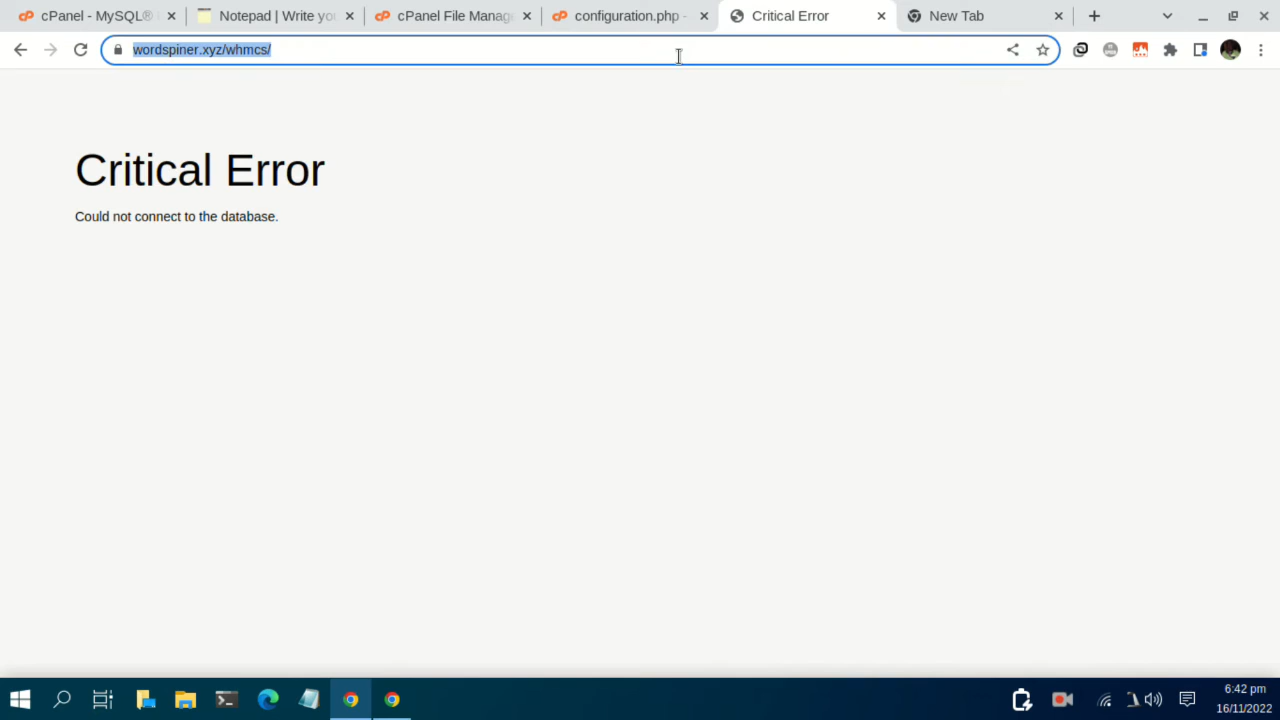 cPanel - MySQL®
Notepad | Write yo
cPanel File Manag
configuration.php -
Critical Error
New Tab
wordspiner.xyz/whmcs/
Critical Error
Could not connect to the database.
6:42 pm
16/11/2022